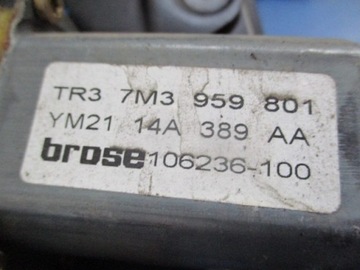 TR3 7M3 959 801
YM21 14A 389 AA
brose 106236-100